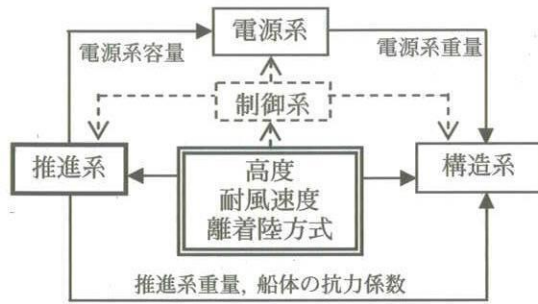 電源系
電源系容量
電源系重量
制御系
推進系
高度
耐風速度
離着陸方式
構造系
推進系重量, 船体の抗力係数